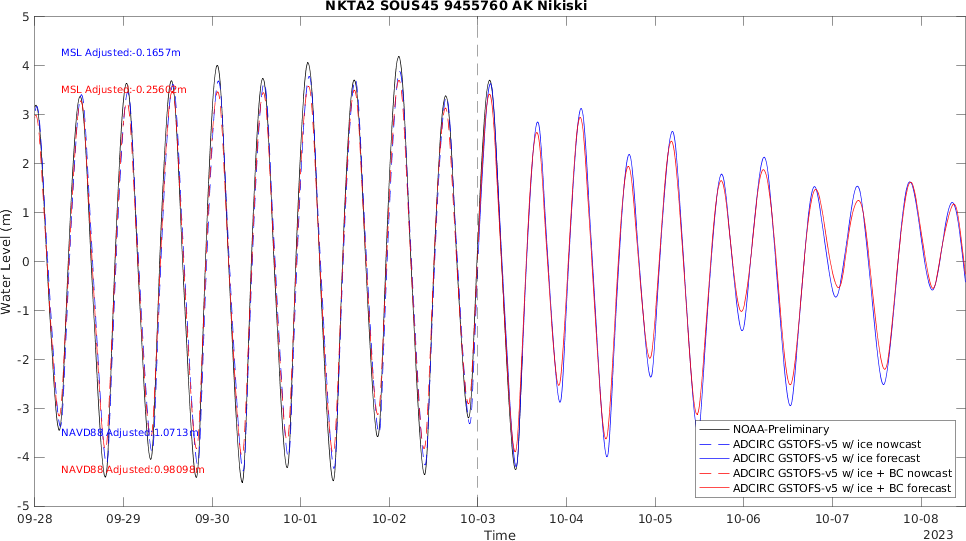 NKTA2 SOUS45 9455760 AK Nikiski
5
4
3
2
1
0
-1
-2
-3
-4
-5
Water Level (m)
MSL Adjusted:-0.1657m
MSL Adjusted:-0.25602m
NAVD88 Adjusted:1.0713m
NAVD88 Adjusted:0.98098m
NOAA-Preliminary
ADCIRC GSTOFS-v5 w/ ice nowcast
ADCIRC GSTOFS-v5 w/ ice forecast
ADCIRC GSTOFS-v5 w/ ice + BC nowcast
ADCIRC GSTOFS-v5 w/ ice + BC forecast
09-28 09-29 09-30 10-01 10-02 10-03 10-04 10-05 10-06 10-07 10-08
Time
2023